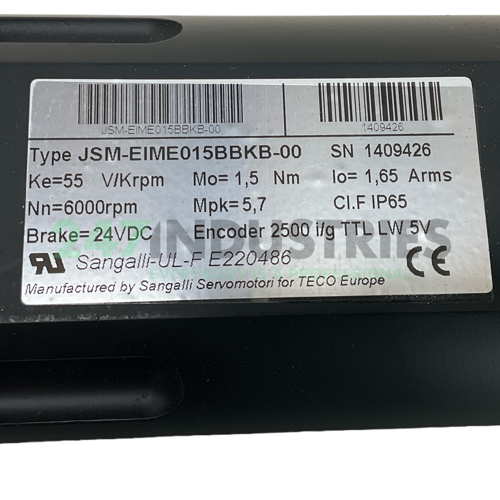 JSM-EIME015BBKB-00 1409426
Type JSM-EIME015BBKB-00 SN 1409426
Ke=55 V/Krpm Mo= 1,5 Nm Io= 1,65 Arms
Nn=6000rpm Mpk= 5,7 Cl.F IP65
Brake= 24VDC Encoder 2500 i/g TTL LW 5V
247INDUSTRIES
Sangalli-UL-F E220486 CE
Manufactured by Sangalli Servomotori for TECO Europe